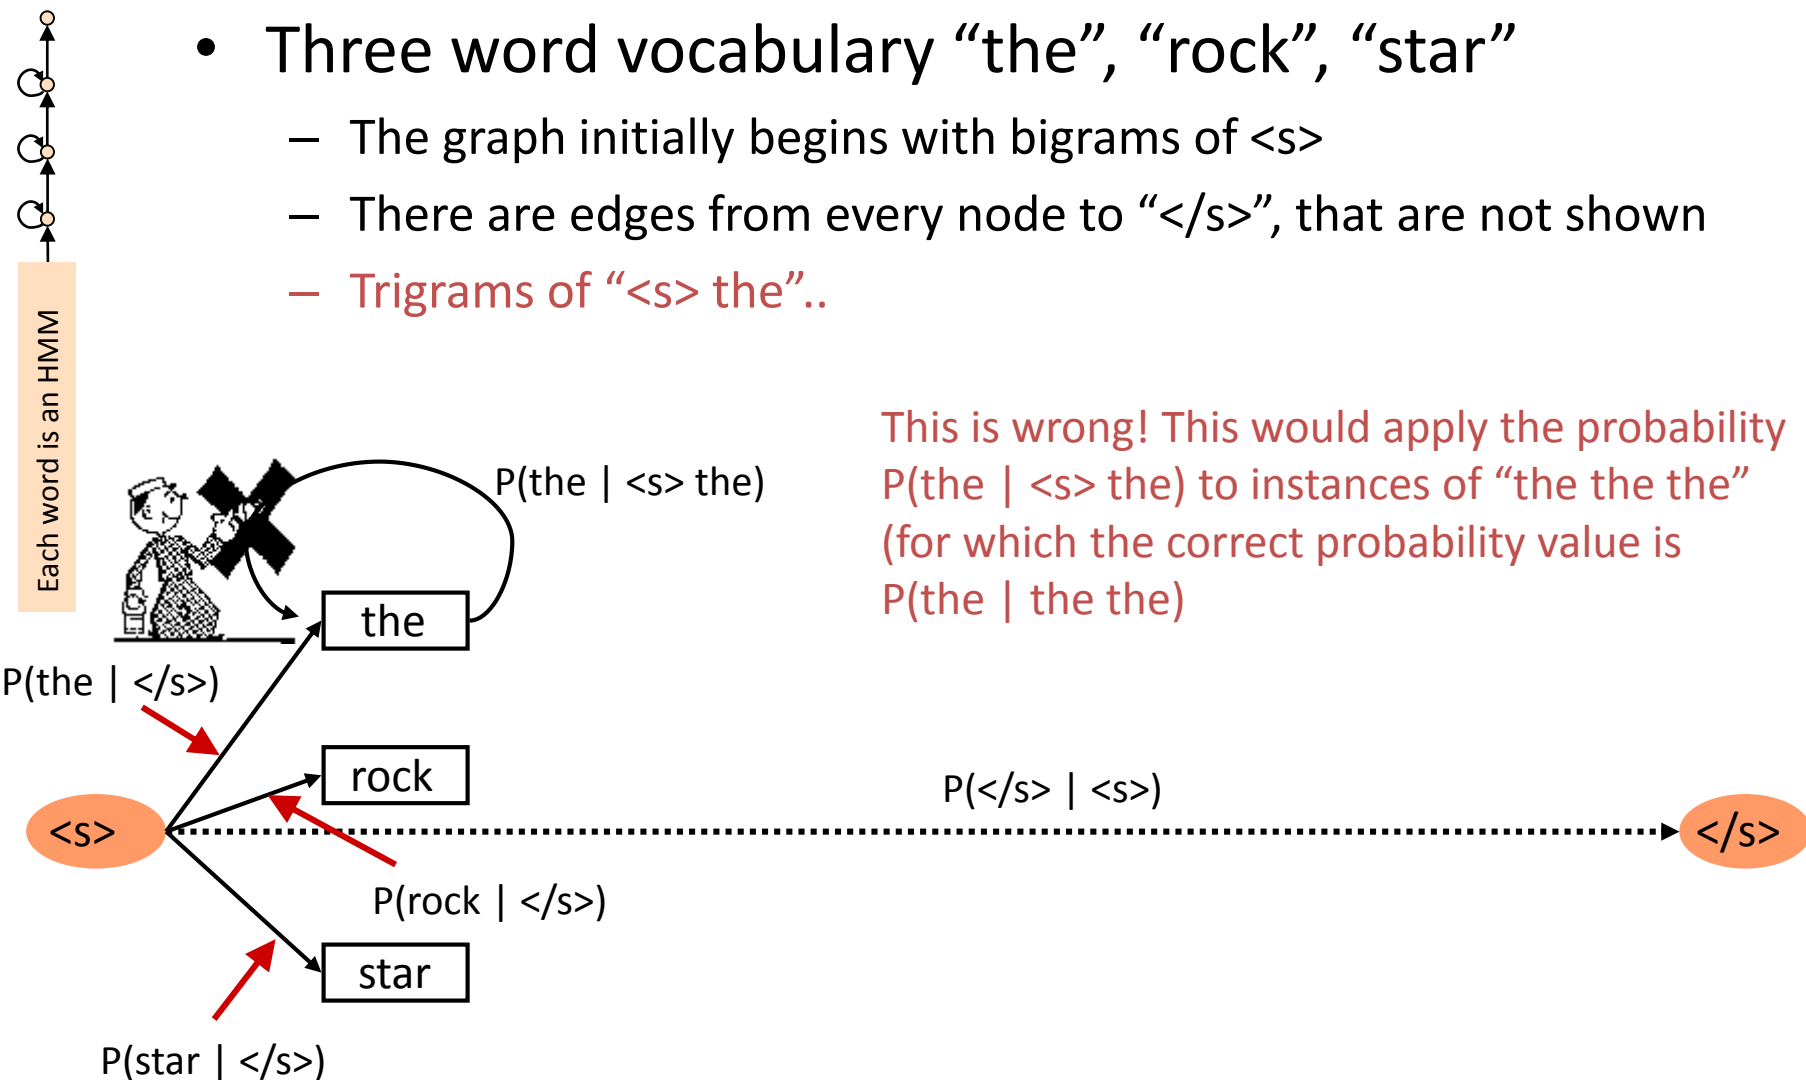 • Three word vocabulary “the”, “rock”, “star”
– The graph initially begins with bigrams of <s>
– There are edges from every node to “</s>”, that are not shown
– Trigrams of “<s> the”..
Each word is an HMM
This is wrong! This would apply the probability
P(the | <s> the) to instances of “the the the”
(for which the correct probability value is
P(the | the the)
P(the | <s> the)
the
P(the | </s>)
rock
P(</s> | <s>)
<s>
</s>
P(rock | </s>)
star
P(star | </s>)